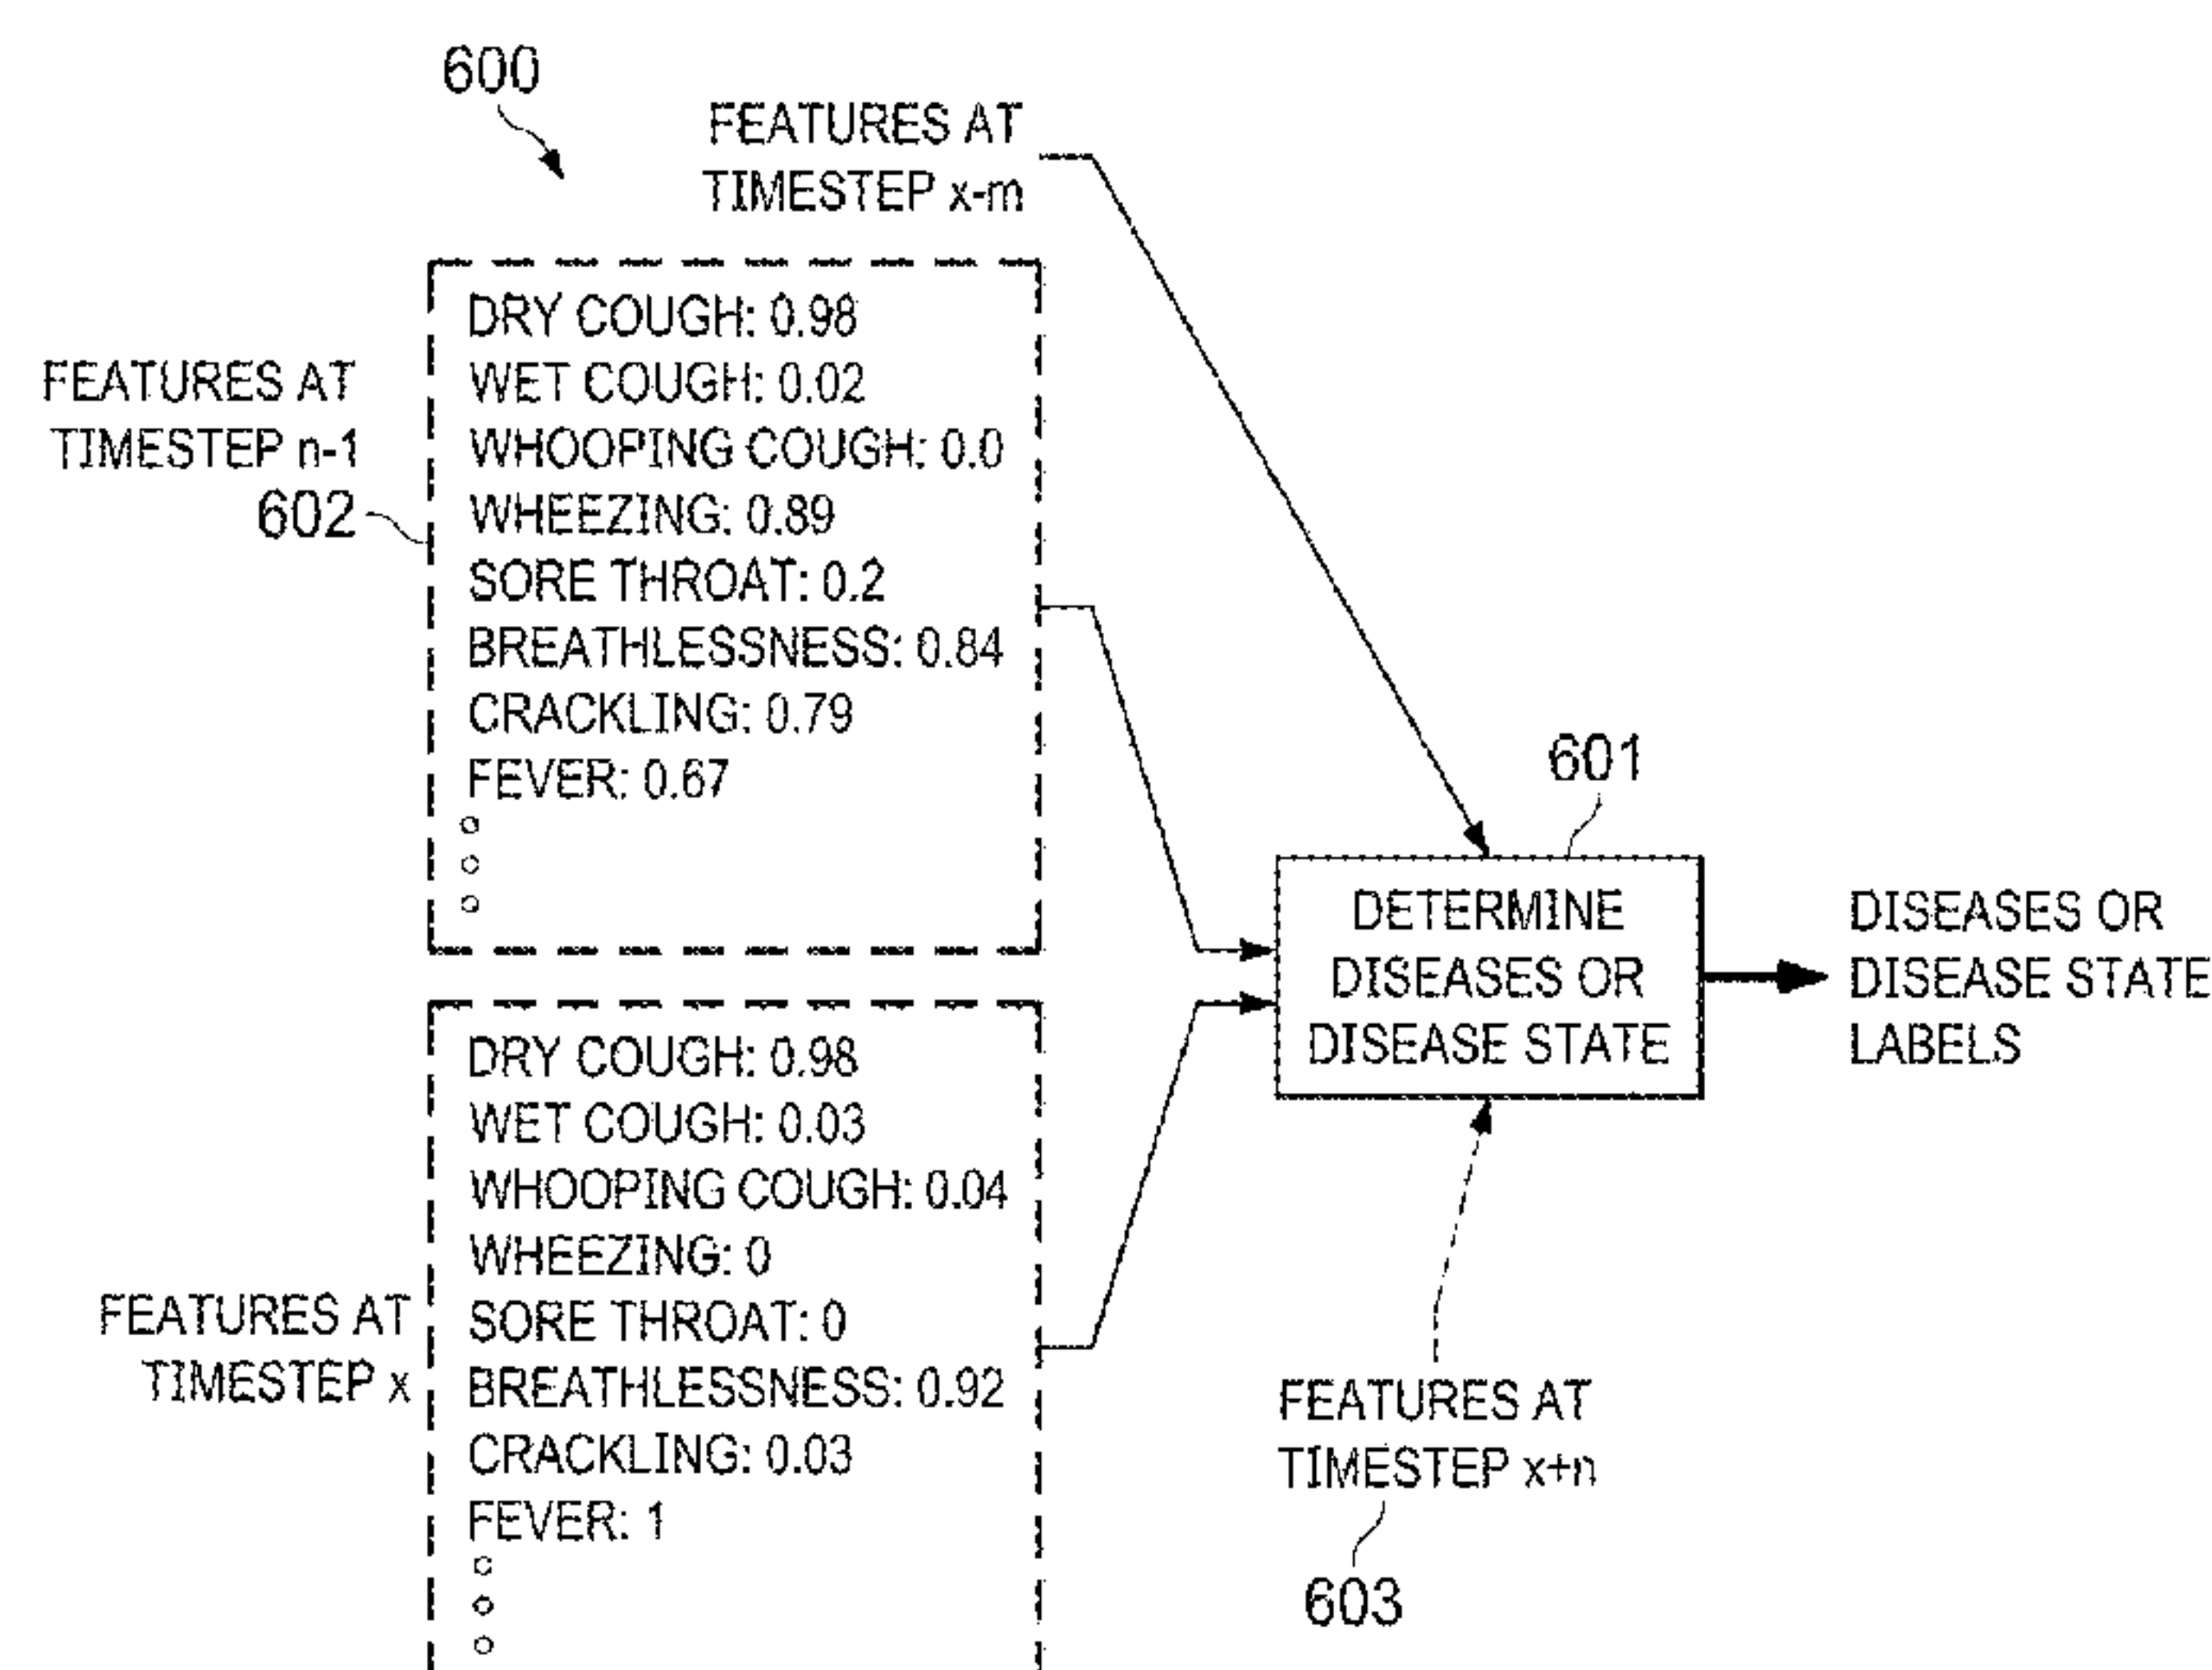 600
FEATURES AT
TIMESTEP x-m
FEATURES AT
TIMESTEP n-1
602
DRY COUGH: 0.98
WET COUGH: 0.02
WHOOPING COUGH: 0.0
WHEEZING: 0.89
SORE THROAT: 0.2
BREATHLESSNESS: 0.84
CRACKLING: 0.79
FEVER: 0.67
601
DETERMINE
DISEASES OR
DISEASE STATE
DISEASES OR
DISEASE STATE
LABELS
FEATURES AT
TIMESTEP x
DRY COUGH: 0.98
WET COUGH: 0.03
WHOOPING COUGH: 0.04
WHEEZING: 0
SORE THROAT: 0
BREATHLESSNESS: 0.92
CRACKLING: 0.03
FEVER: 1
FEATURES AT
TIMESTEP x+n
603